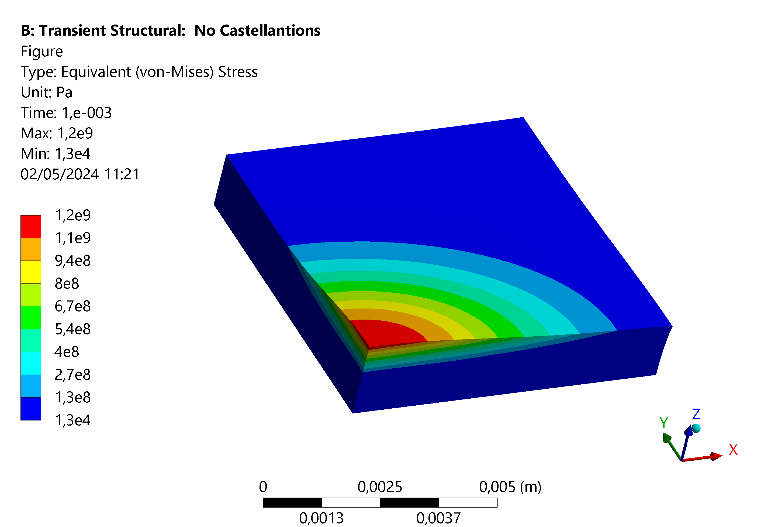 B: Transient Structural:  No Castellantions
Figure
Type: Equivalent (von-Mises) Stress
Unit: Pa
Time: 1,e-003
Max: 1,2e9
Min: 1,3e4
02/05/2024 11:21
1,2e9
1,1e9
9,4e8
8e8
6,7e8
5,4e8
4e8
2,7e8
1,3e8
1,3e4
Y
Z
X
0
0,0025
0,005 (m)
0,0013
0,0037